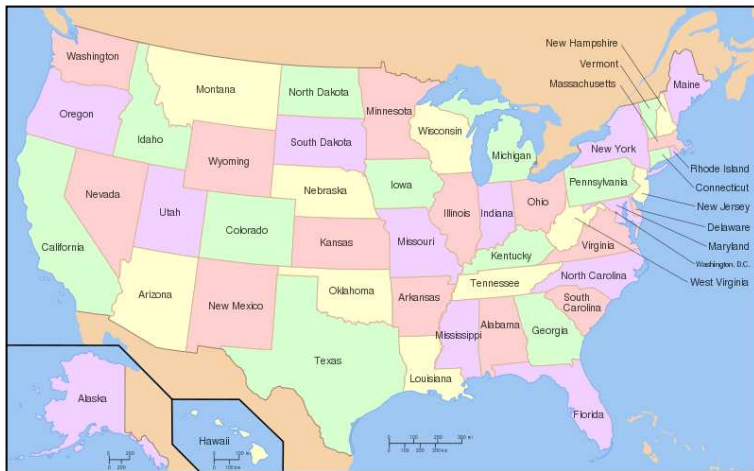 New Hampshire
Vermont
Massachusetts
Washington
Montana
North Dakota
Minnesota
Maine
Oregon
Idaho
Wyoming
South Dakota
Wisconsin
Michigan
New York
Rhode Island
Connecticut
New Jersey
Delaware
Maryland
Washington, D.C.
West Virginia
Nevada
Utah
California
Colorado
Nebraska
Iowa
Illinois
Indiana
Ohio
Pennsylvania
Kansas
Missouri
Kentucky
Virginia
Arizona
New Mexico
Oklahoma
Arkansas
Tennessee
North Carolina
South
Carolina
Texas
Louisiana
Mississippi
Alabama
Georgia
Florida
Alaska
Hawaii